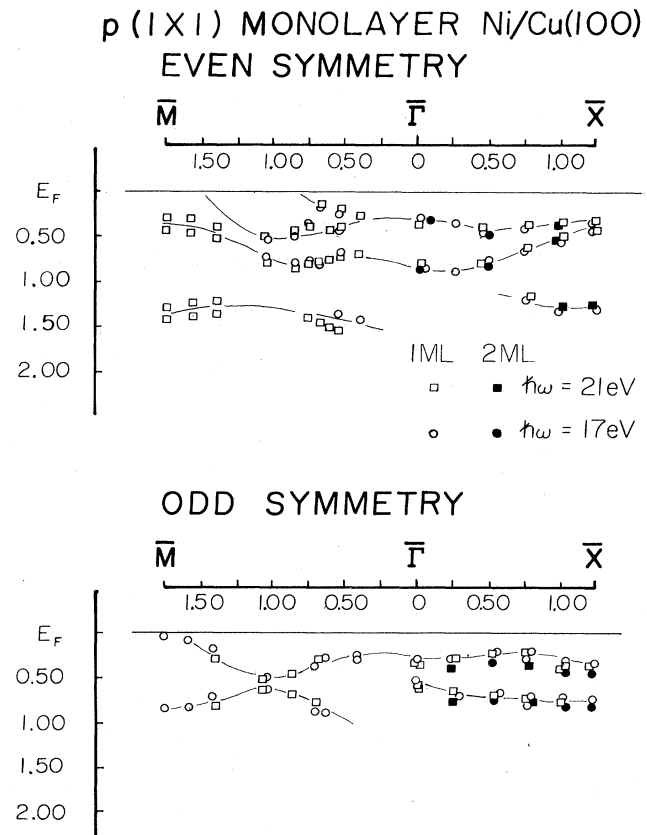 p (1X1) MONOLAYER Ni/Cu(100)
EVEN SYMMETRY
M̅ Γ̅ X̅
1.50 1.00 0.50 0 0.50 1.00
E_F
0.50
1.00
1.50
2.00
1ML 2ML
□ ■ ħω = 21eV
○ ● ħω = 17eV
ODD SYMMETRY
M̅ Γ̅ X̅
1.50 1.00 0.50 0 0.50 1.00
E_F
0.50
1.00
1.50
2.00